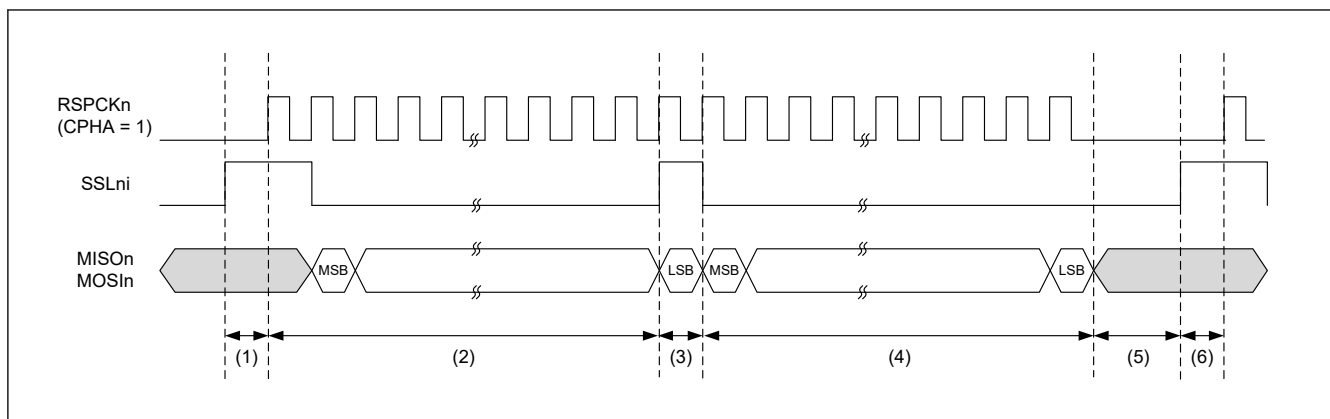 RSPCKn
(CPHA = 1)
SSLni
MISOn
MOSIn
MSB
LSB
MSB
LSB
(1)
(2)
(3)
(4)
(5)
(6)